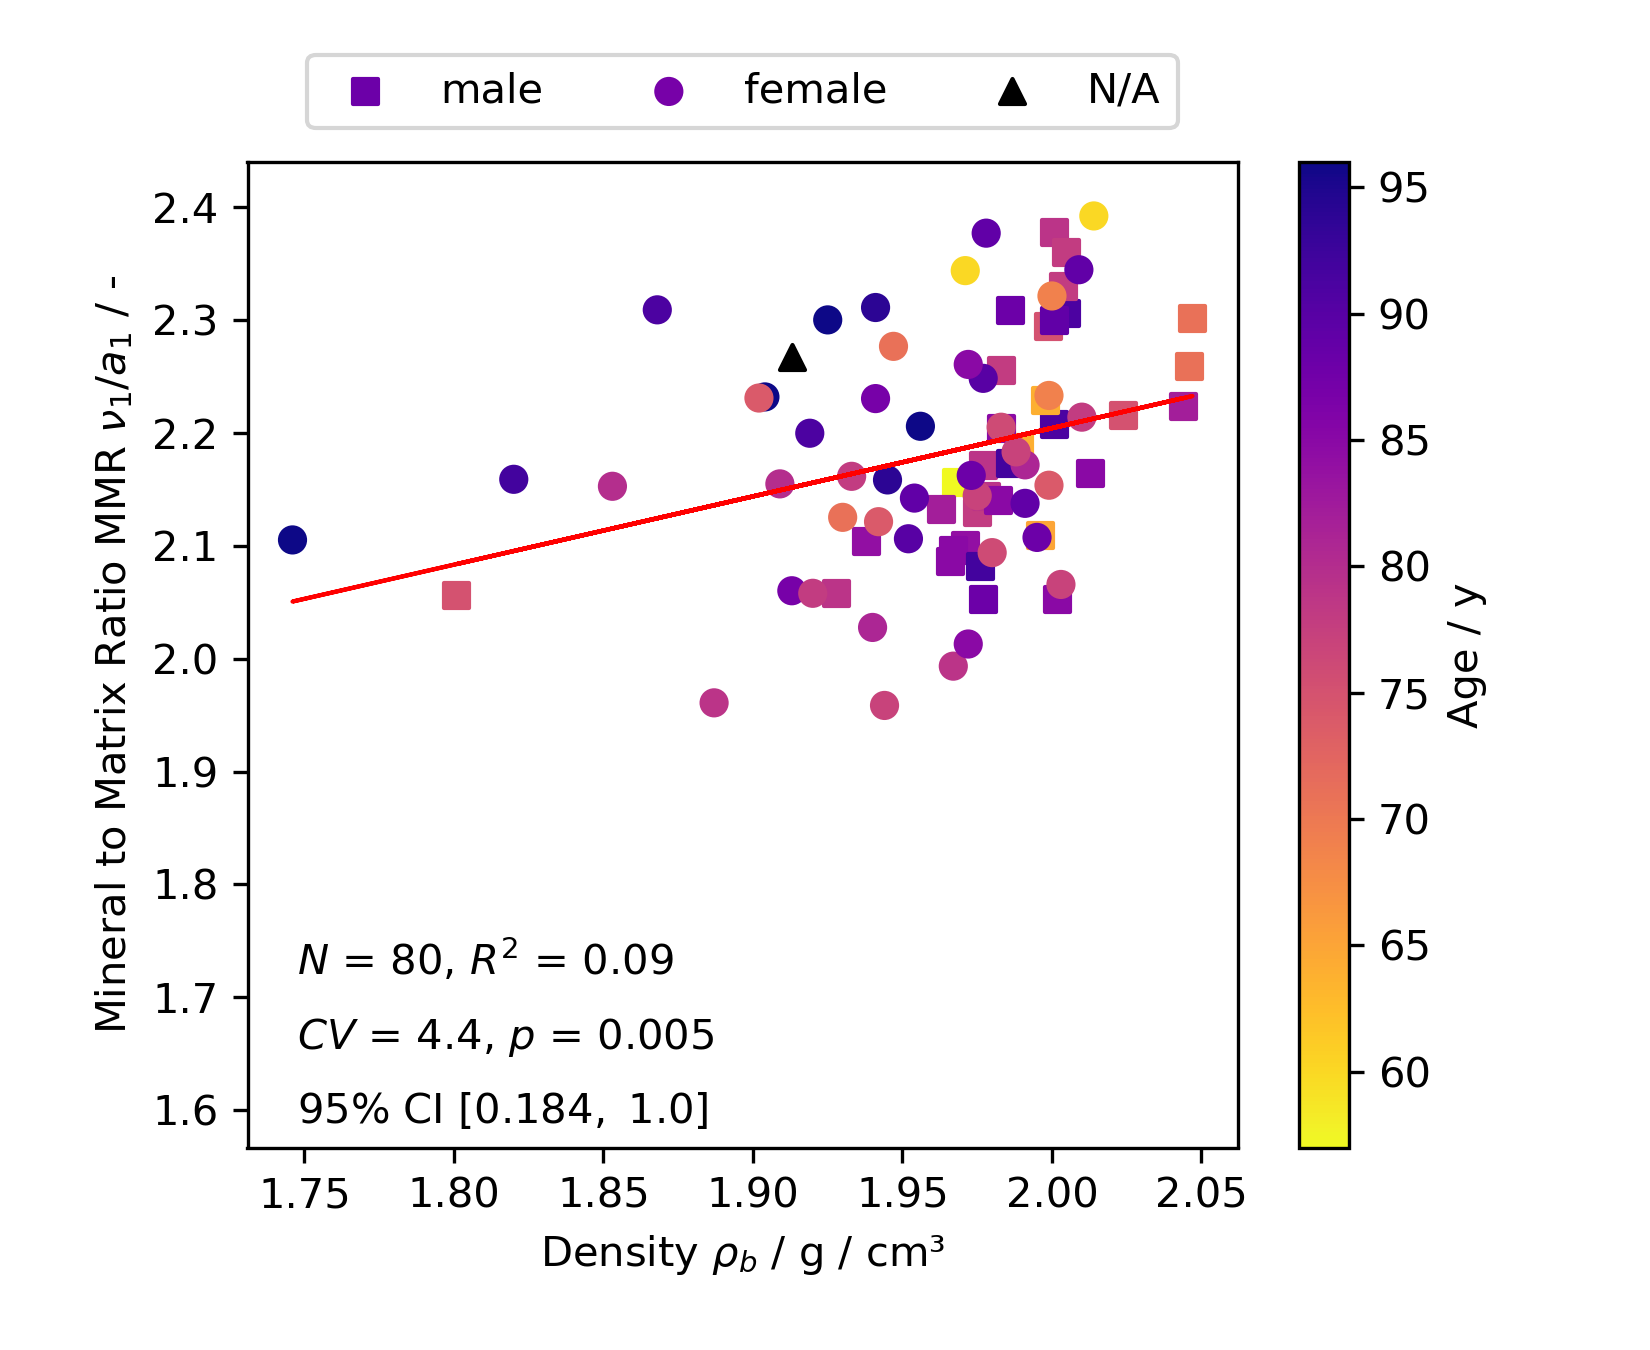 male female N/A
2.4
2.3
2.2
2.1
2.0
1.9
1.8
1.7
1.6
Mineral to Matrix Ratio MMR ν₁/a₁ / -
N = 80, R² = 0.09
CV = 4.4, p = 0.005
95% CI [0.184, 1.0]
1.75 1.80 1.85 1.90 1.95 2.00 2.05
Density ρ_b / g / cm³
95
90
85
80
75
70
65
60
Age / y